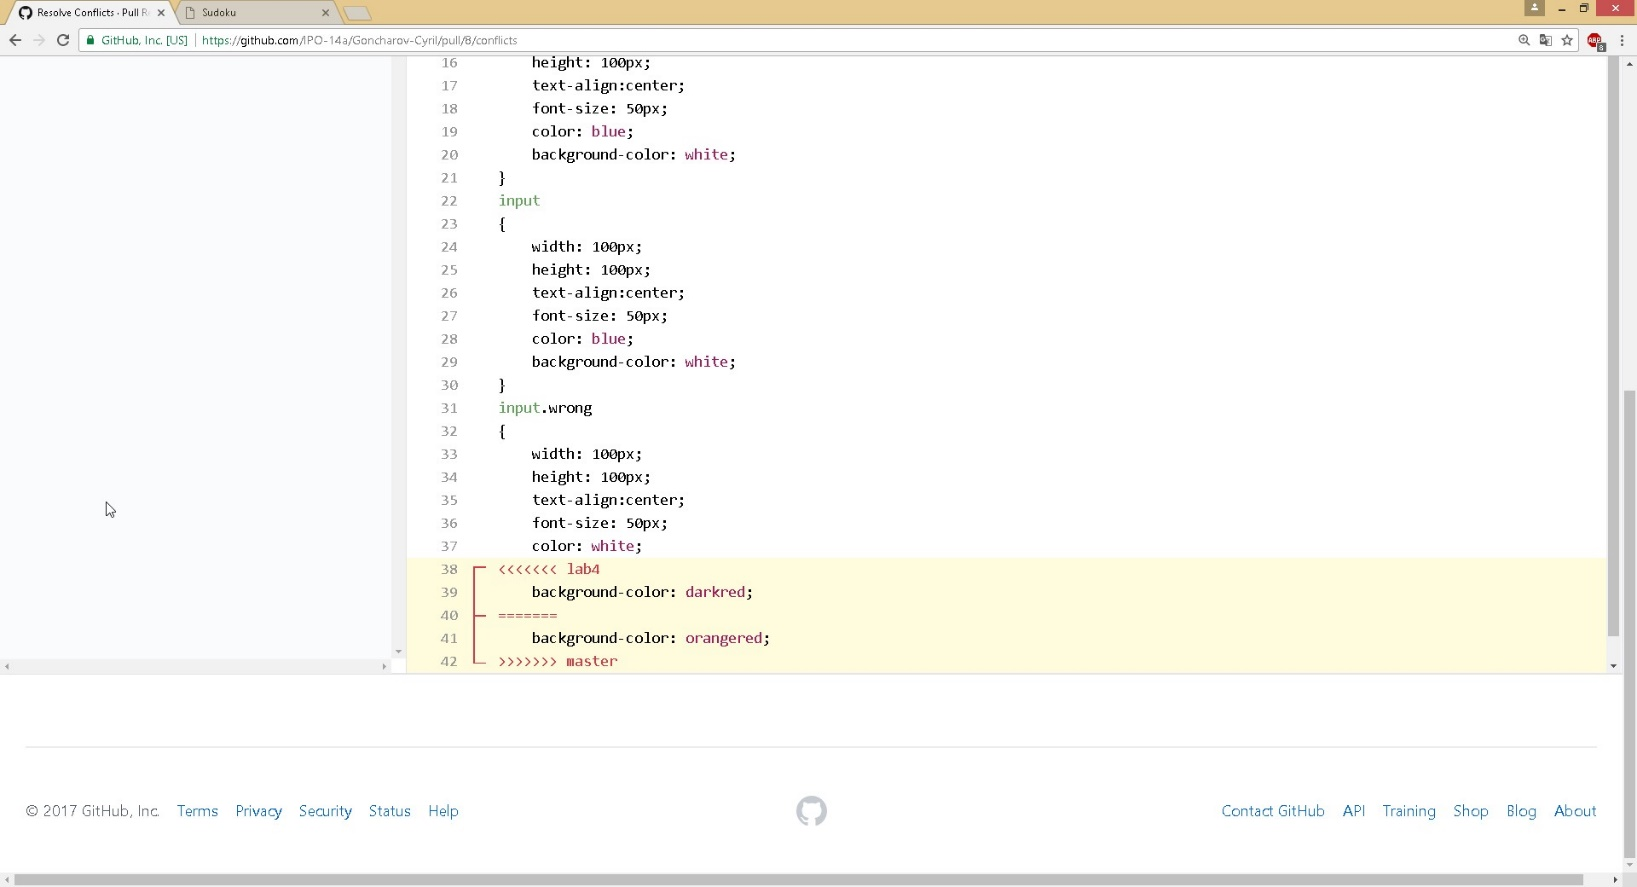 Resolve Conflicts · Pull R
Sudoku
GitHub, Inc. [US]
https://github.com/IPO-14a/Goncharov-Cyril/pull/8/conflicts
ABP
8
16 height: 100px;
17 text-align:center;
18 font-size: 50px;
19 color: blue;
20 background-color: white;
21 }
22 input
23 {
24 width: 100px;
25 height: 100px;
26 text-align:center;
27 font-size: 50px;
28 color: blue;
29 background-color: white;
30 }
31 input.wrong
32 {
33 width: 100px;
34 height: 100px;
35 text-align:center;
36 font-size: 50px;
37 color: white;
38 <<<<<<< lab4
39 background-color: darkred;
40 =======
41 background-color: orangered;
42 >>>>>>> master
© 2017 GitHub, Inc. Terms Privacy Security Status Help
Contact GitHub API Training Shop Blog About